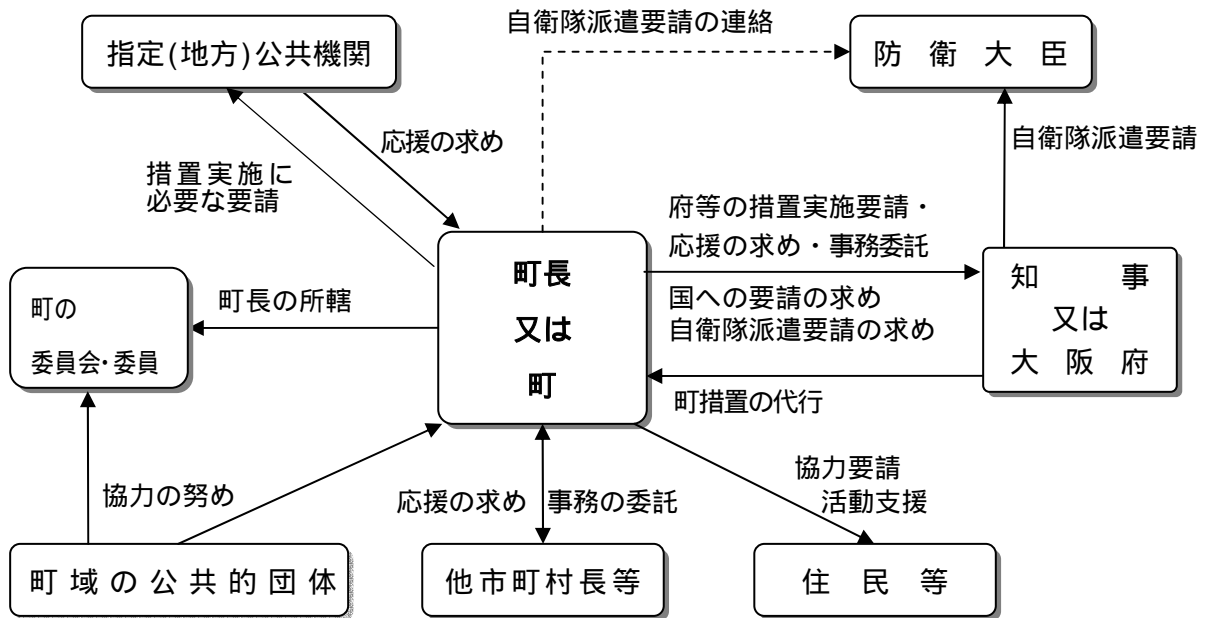 自衛隊派遣要請の連絡
指定(地方)公共機関
防衛大臣
応援の求め
自衛隊派遣要請
措置実施に
必要な要請
府等の措置実施要請・
応援の求め・事務委託
町長
又は
町
知事
又は
大阪府
町の
委員会・委員
町長の所轄
国への要請の求め
自衛隊派遣要請の求め
町措置の代行
協力の努め
応援の求め
事務の委託
協力要請
活動支援
町域の公共的団体
他市町村長等
住民等